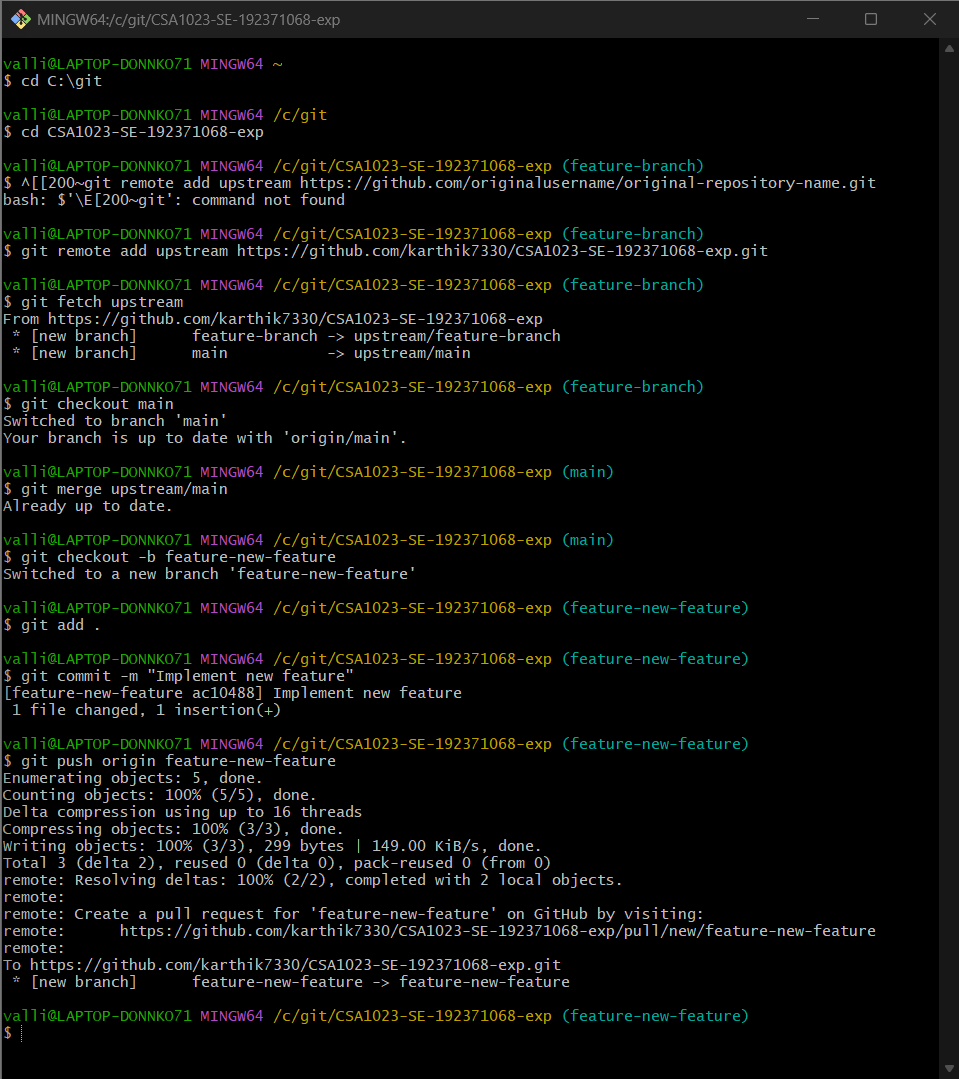 MINGW64:/c/git/CSA1023-SE-192371068-exp
valli@LAPTOP-DONNKO71 MINGW64 ~
$ cd C:\git
valli@LAPTOP-DONNKO71 MINGW64 /c/git
$ cd CSA1023-SE-192371068-exp
valli@LAPTOP-DONNKO71 MINGW64 /c/git/CSA1023-SE-192371068-exp (feature-branch)
$ ^[[200~git remote add upstream https://github.com/originalusername/original-repository-name.git
bash: $'\E[200~git': command not found
valli@LAPTOP-DONNKO71 MINGW64 /c/git/CSA1023-SE-192371068-exp (feature-branch)
$ git remote add upstream https://github.com/karthik7330/CSA1023-SE-192371068-exp.git
valli@LAPTOP-DONNKO71 MINGW64 /c/git/CSA1023-SE-192371068-exp (feature-branch)
$ git fetch upstream
From https://github.com/karthik7330/CSA1023-SE-192371068-exp
 * [new branch]      feature-branch -> upstream/feature-branch
 * [new branch]      main           -> upstream/main
valli@LAPTOP-DONNKO71 MINGW64 /c/git/CSA1023-SE-192371068-exp (feature-branch)
$ git checkout main
Switched to branch 'main'
Your branch is up to date with 'origin/main'.
valli@LAPTOP-DONNKO71 MINGW64 /c/git/CSA1023-SE-192371068-exp (main)
$ git merge upstream/main
Already up to date.
valli@LAPTOP-DONNKO71 MINGW64 /c/git/CSA1023-SE-192371068-exp (main)
$ git checkout -b feature-new-feature
Switched to a new branch 'feature-new-feature'
valli@LAPTOP-DONNKO71 MINGW64 /c/git/CSA1023-SE-192371068-exp (feature-new-feature)
$ git add .
valli@LAPTOP-DONNKO71 MINGW64 /c/git/CSA1023-SE-192371068-exp (feature-new-feature)
$ git commit -m "Implement new feature"
[feature-new-feature ac10488] Implement new feature
 1 file changed, 1 insertion(+)
valli@LAPTOP-DONNKO71 MINGW64 /c/git/CSA1023-SE-192371068-exp (feature-new-feature)
$ git push origin feature-new-feature
Enumerating objects: 5, done.
Counting objects: 100% (5/5), done.
Delta compression using up to 16 threads
Compressing objects: 100% (3/3), done.
Writing objects: 100% (3/3), 299 bytes | 149.00 KiB/s, done.
Total 3 (delta 2), reused 0 (delta 0), pack-reused 0 (from 0)
remote: Resolving deltas: 100% (2/2), completed with 2 local objects.
remote:
remote: Create a pull request for 'feature-new-feature' on GitHub by visiting:
remote:      https://github.com/karthik7330/CSA1023-SE-192371068-exp/pull/new/feature-new-feature
remote:
To https://github.com/karthik7330/CSA1023-SE-192371068-exp.git
 * [new branch]      feature-new-feature -> feature-new-feature
valli@LAPTOP-DONNKO71 MINGW64 /c/git/CSA1023-SE-192371068-exp (feature-new-feature)
$